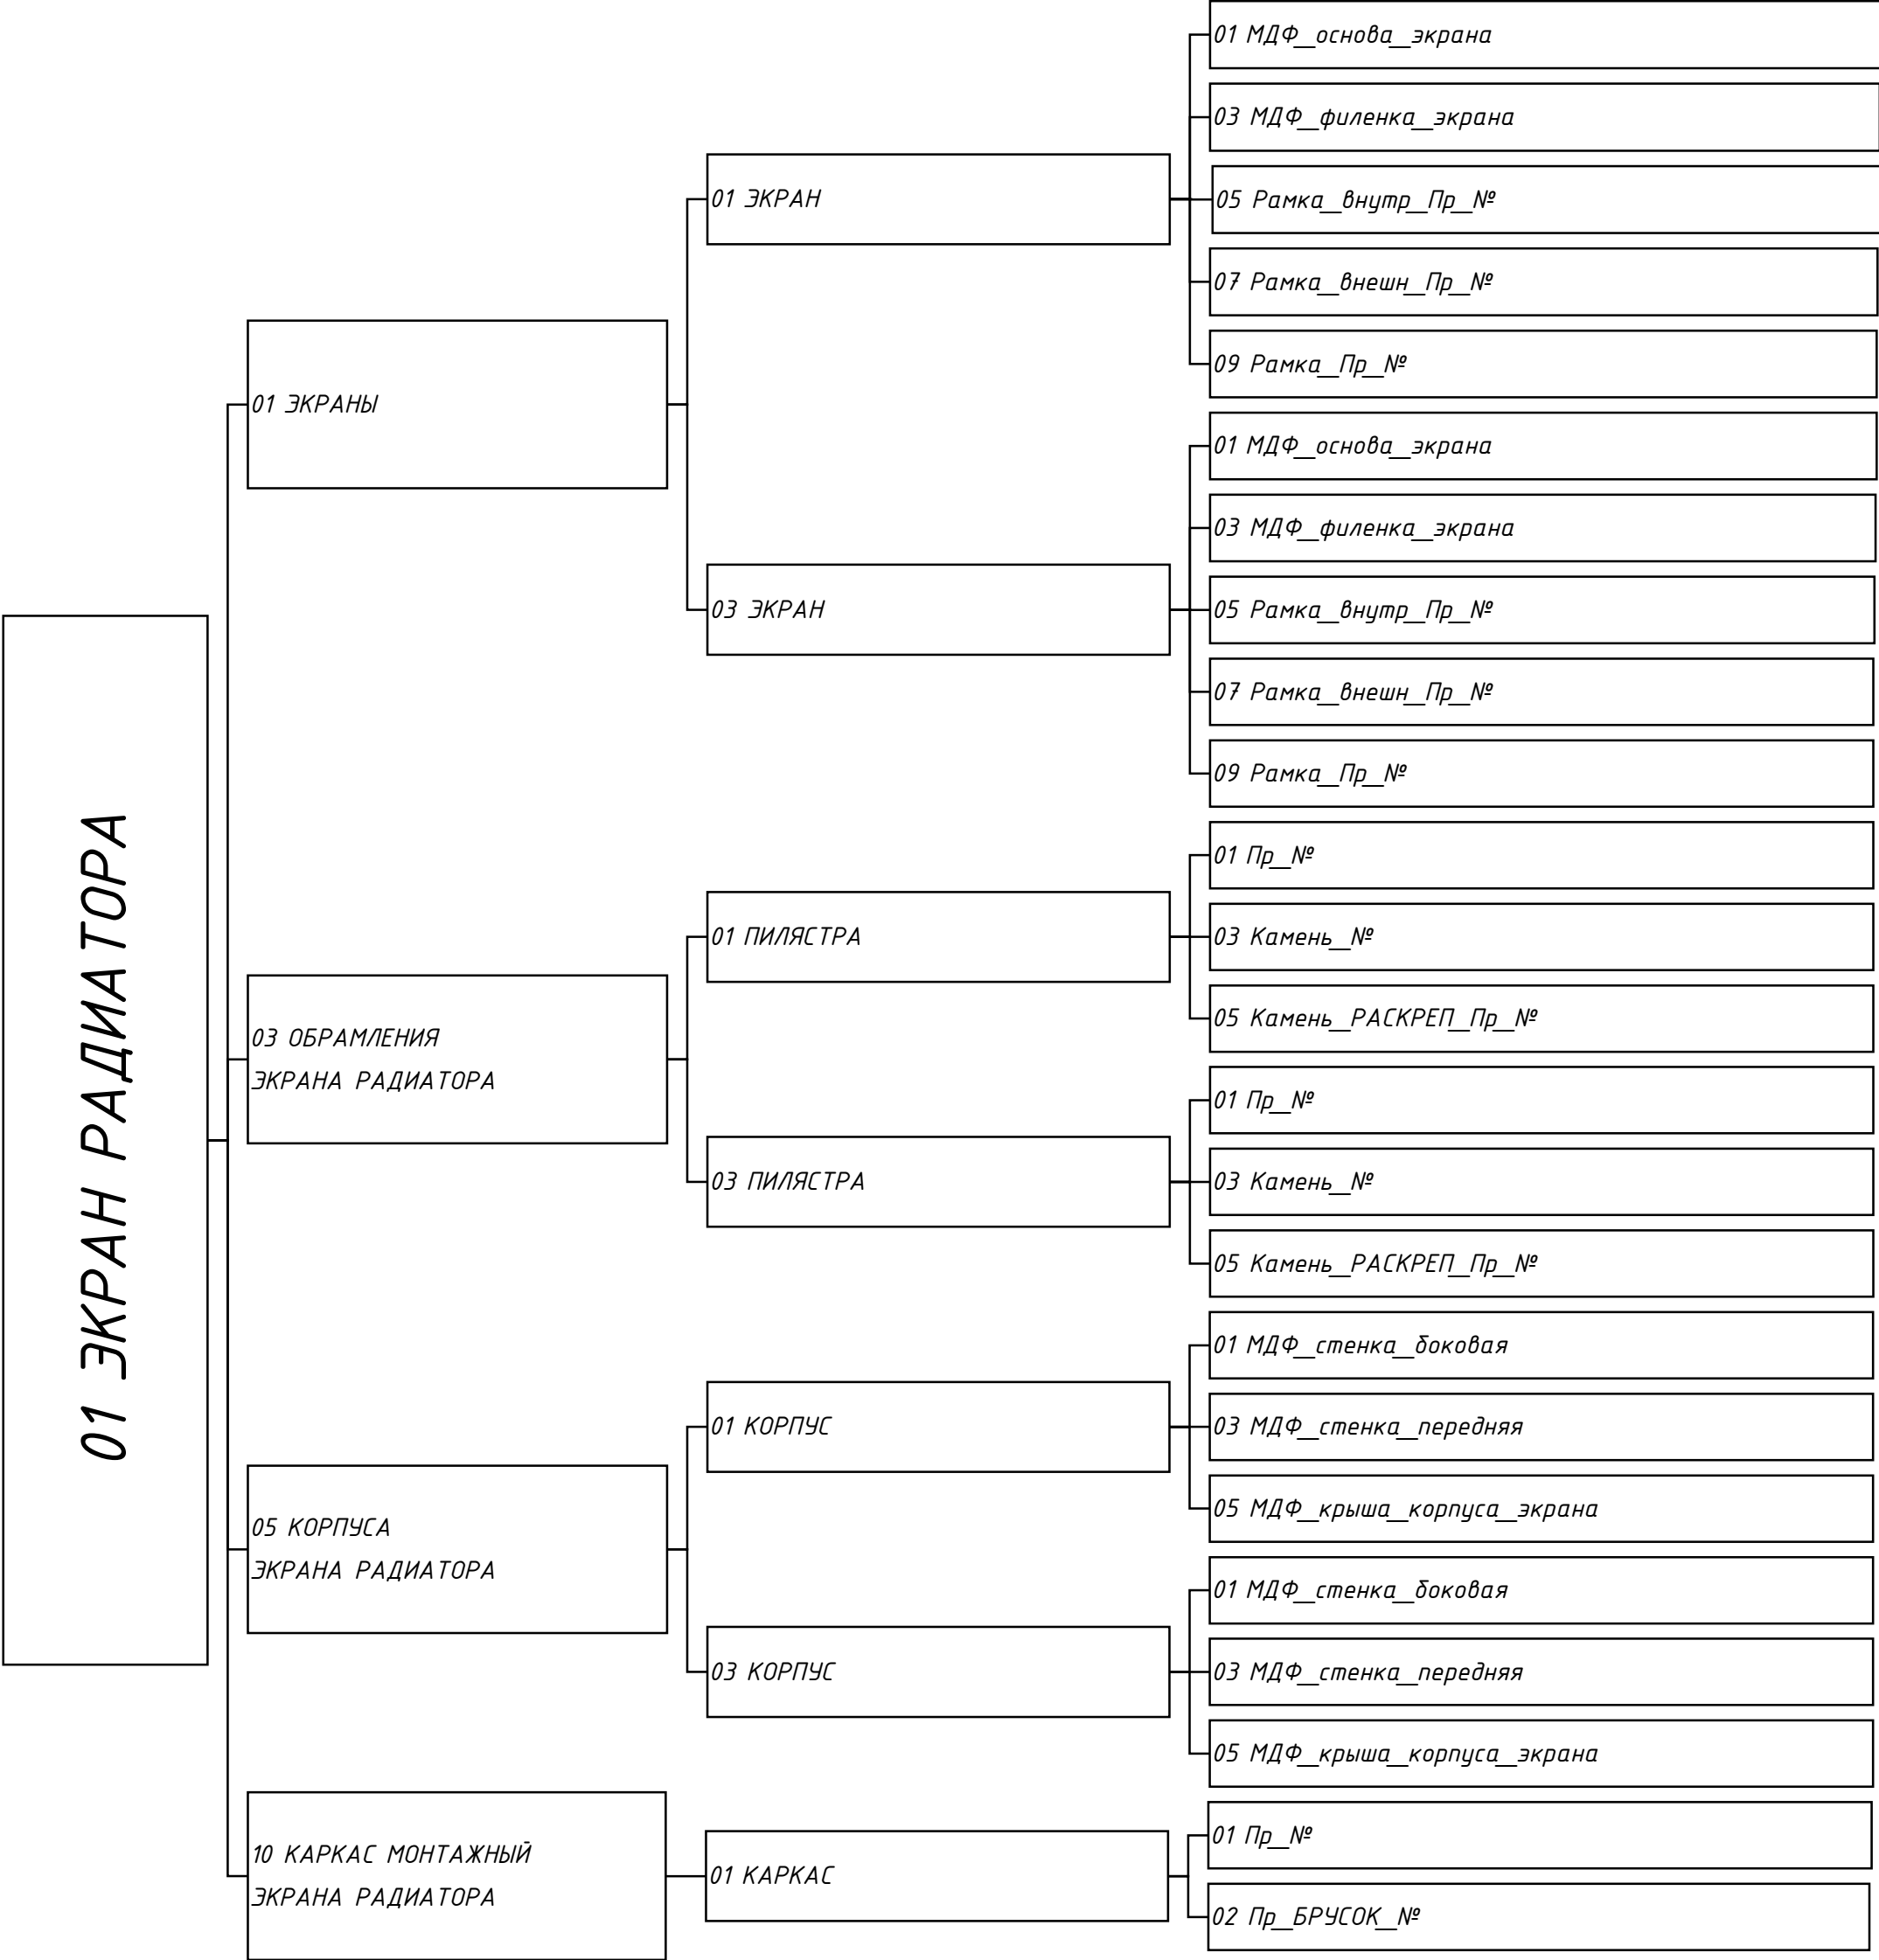 01 ЭКРАН РАДИАТОРА
01 ЭКРАНЫ
01 ЭКРАН
01 МДФ_основа_экрана
03 МДФ_филенка_экрана
05 Рамка_внутр_Пр_№
07 Рамка_внешн_Пр_№
09 Рамка_Пр_№
03 ЭКРАН
01 МДФ_основа_экрана
03 МДФ_филенка_экрана
05 Рамка_внутр_Пр_№
07 Рамка_внешн_Пр_№
09 Рамка_Пр_№
03 ОБРАМЛЕНИЯ
ЭКРАНА РАДИАТОРА
01 ПИЛЯСТРА
01 Пр_№
03 Камень_№
05 Камень_РАСКРЕП_Пр_№
03 ПИЛЯСТРА
01 Пр_№
03 Камень_№
05 Камень_РАСКРЕП_Пр_№
05 КОРПУСА
ЭКРАНА РАДИАТОРА
01 КОРПУС
01 МДФ_стенка_боковая
03 МДФ_стенка_передняя
05 МДФ_крыша_корпуса_экрана
03 КОРПУС
01 МДФ_стенка_боковая
03 МДФ_стенка_передняя
05 МДФ_крыша_корпуса_экрана
10 КАРКАС МОНТАЖНЫЙ
ЭКРАНА РАДИАТОРА
01 КАРКАС
01 Пр_№
02 Пр_БРУСОК_№